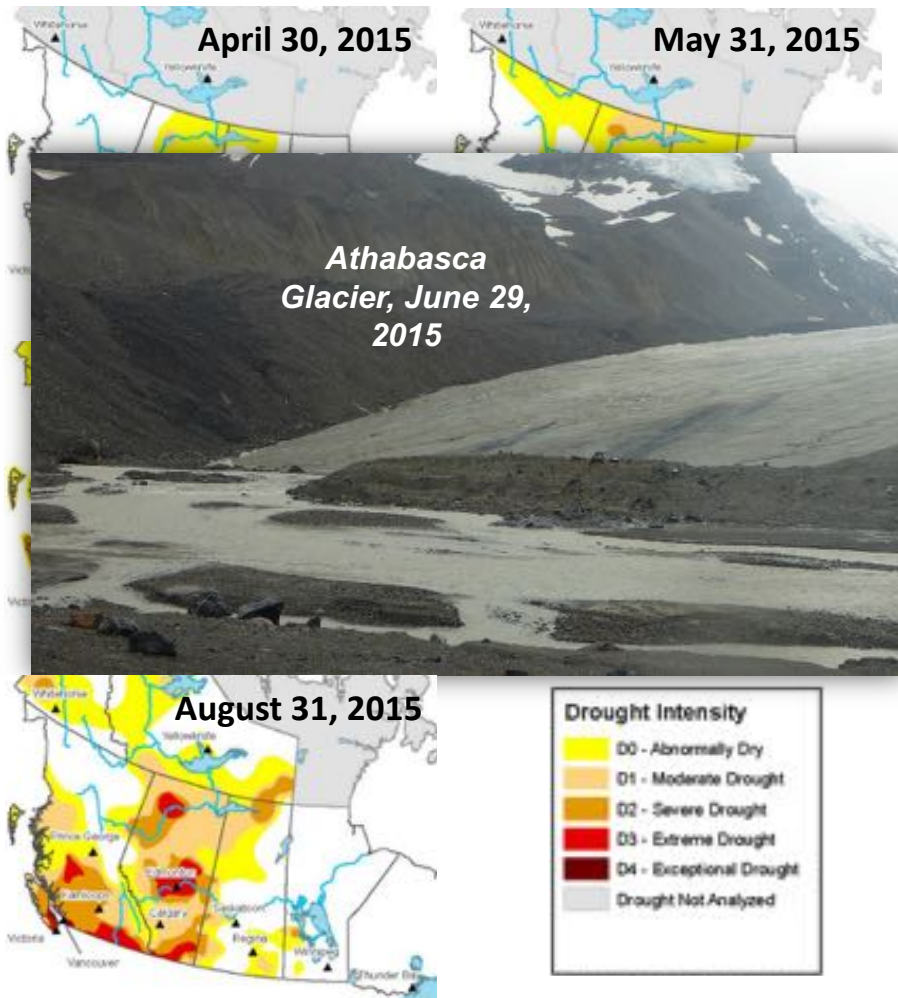 April 30, 2015
May 31, 2015
Whitehorse
Whitehorse
Yellowknife
Yellowknife
Athabasca
Glacier, June 29,
2015
August 31, 2015
Whitehorse
Yellowknife
Prince George
Edmonton
Kamloops
Calgary
Saskatoon
Victoria
Regina
Winnipeg
Vancouver
Thunder Bay
Drought Intensity
D0 - Abnormally Dry
D1 - Moderate Drought
D2 - Severe Drought
D3 - Extreme Drought
D4 - Exceptional Drought
Drought Not Analyzed